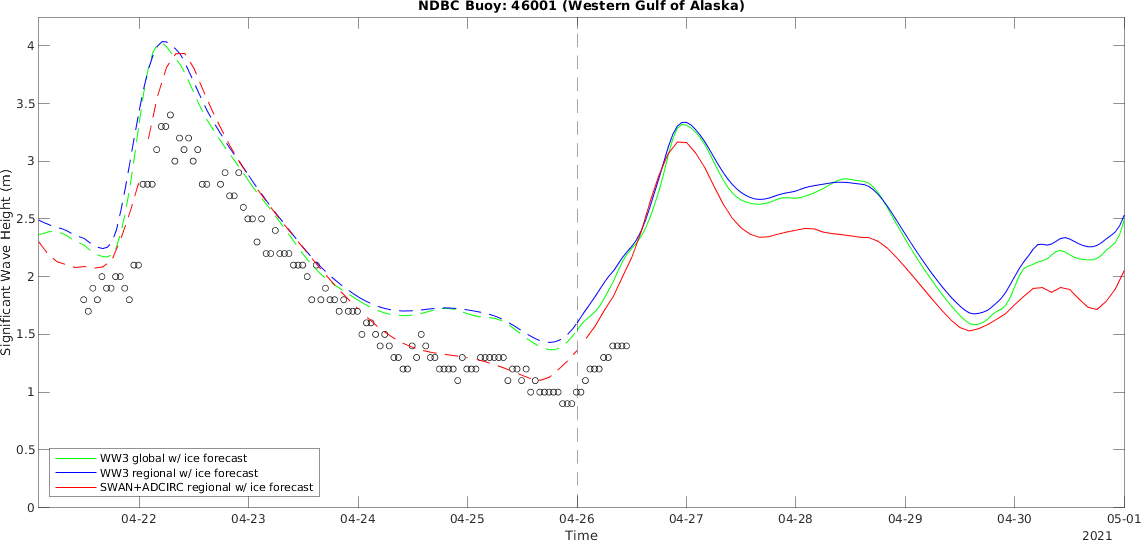 NDBC Buoy: 46001 (Western Gulf of Alaska)
4
3.5
3
2.5
2
1.5
1
0.5
0
Significant Wave Height (m)
WW3 global w/ ice forecast
WW3 regional w/ ice forecast
SWAN+ADCIRC regional w/ ice forecast
04-22 04-23 04-24 04-25 04-26 04-27 04-28 04-29 04-30 05-01
Time
2021